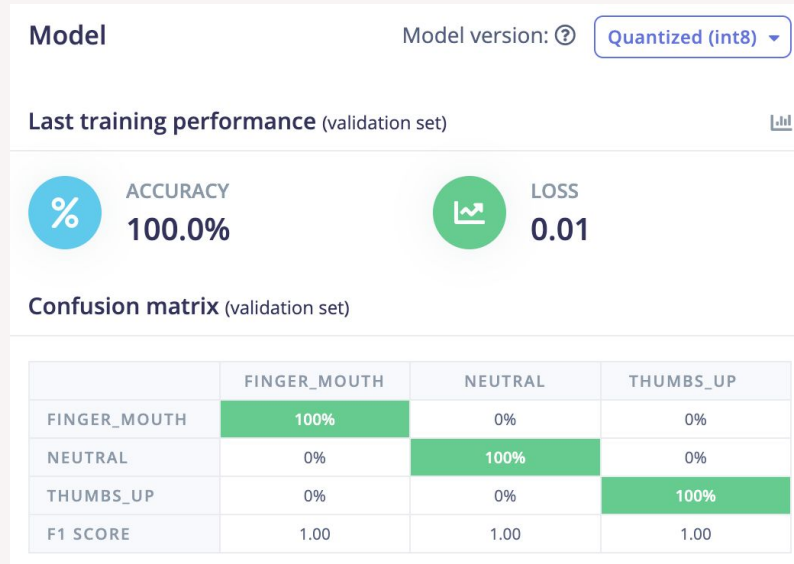 Model
Model version: ? Quantized (int8)
Last training performance (validation set)
% ACCURACY
100.0%
LOSS
0.01
Confusion matrix (validation set)
FINGER_MOUTH NEUTRAL THUMBS_UP
FINGER_MOUTH 100% 0% 0%
NEUTRAL 0% 100% 0%
THUMBS_UP 0% 0% 100%
F1 SCORE 1.00 1.00 1.00